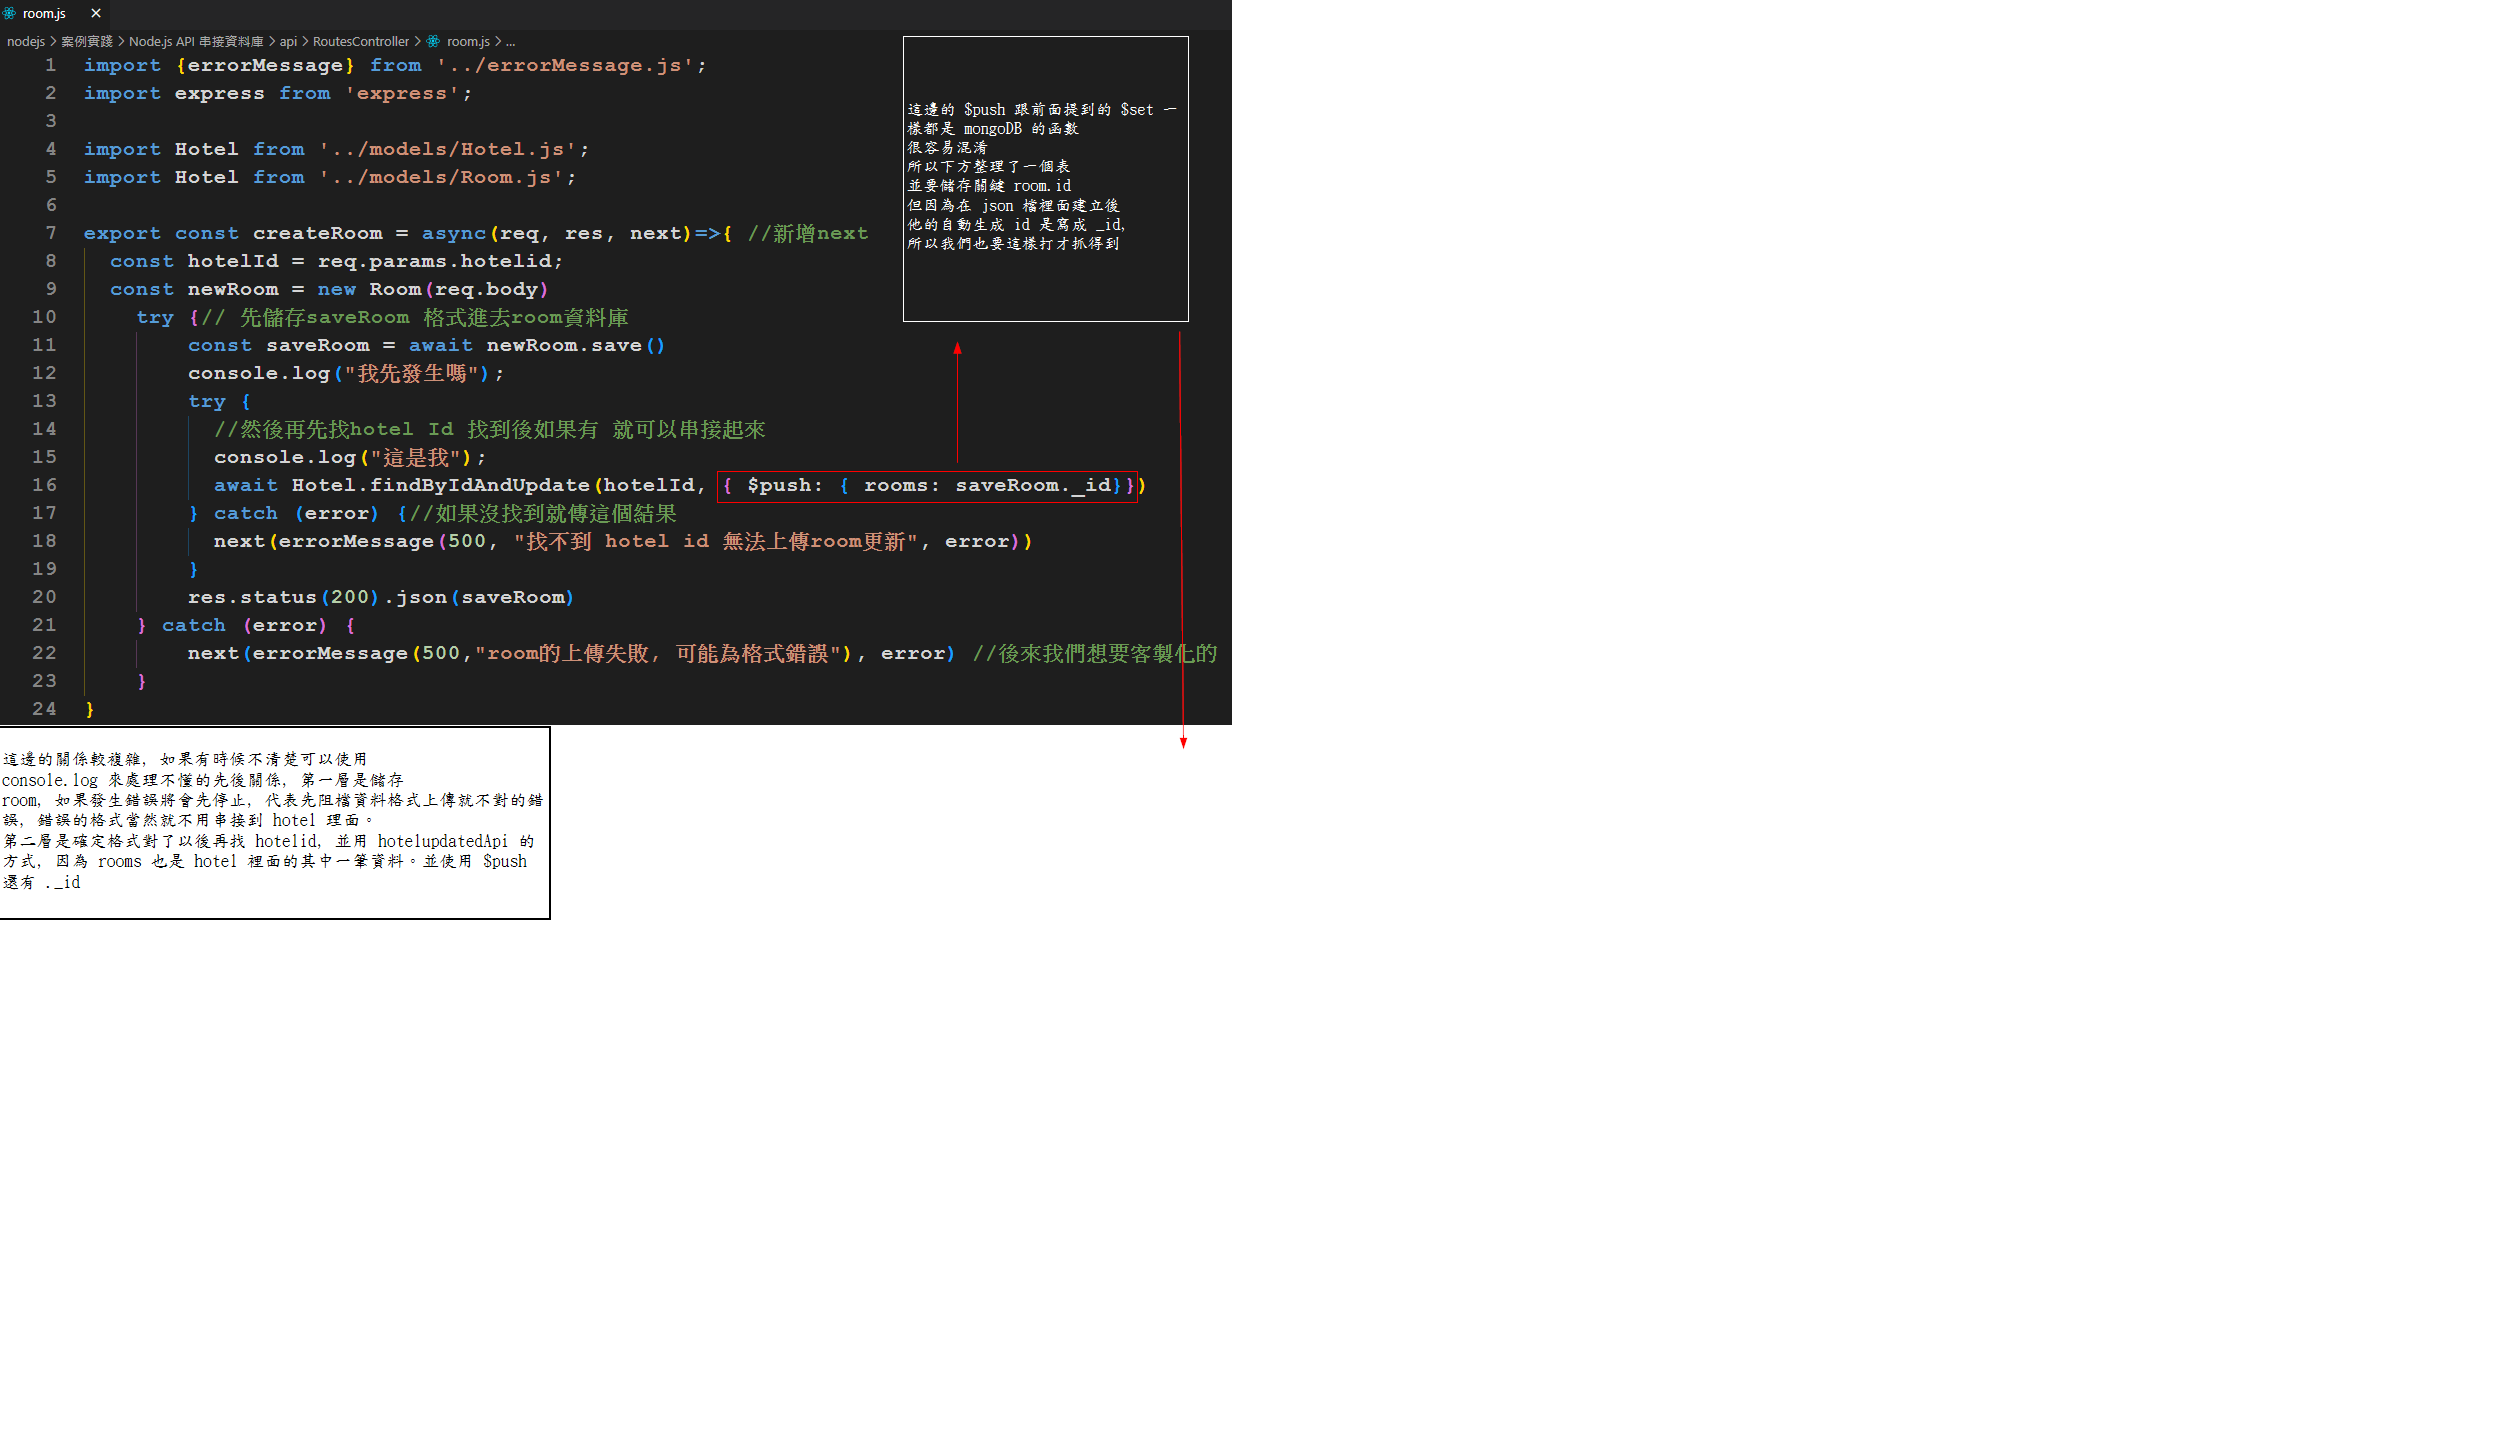 room.js
nodejs > 案例實踐 > Node.js API 串接資料庫 > api > RoutesController > room.js > ...
1 import {errorMessage} from '../errorMessage.js';
2 import express from 'express';
3
4 import Hotel from '../models/Hotel.js';
5 import Hotel from '../models/Room.js';
6
7 export const createRoom = async(req, res, next)=>{ //新增next
8 const hotelId = req.params.hotelid;
9 const newRoom = new Room(req.body)
10 try {// 先儲存saveRoom 格式進去room資料庫
11 const saveRoom = await newRoom.save()
12 console.log("我先發生嗎");
13 try {
14 //然後再先找hotel Id 找到後如果有 就可以串接起來
15 console.log("這是我");
16 await Hotel.findByIdAndUpdate(hotelId, { $push: { rooms: saveRoom._id}})
17 } catch (error) {//如果沒找到就傳這個結果
18 next(errorMessage(500, "找不到 hotel id 無法上傳room更新", error))
19 }
20 res.status(200).json(saveRoom)
21 } catch (error) {
22 next(errorMessage(500,"room的上傳失敗, 可能為格式錯誤"), error) //後來我們想要客製化的
23 }
24 }
這邊的 $push 跟前面提到的 $set 一
樣都是 mongoDB 的函數
很容易混淆
所以下方整理了一個表
並要儲存關鍵 room.id
但因為在 json 檔裡面建立後
他的自動生成 id 是寫成 _id,
所以我們也要這樣打才抓得到
這邊的關係較複雜, 如果有時候不清楚可以使用
console.log 來處理不懂的先後關係, 第一層是儲存
room, 如果發生錯誤將會先停止, 代表先阻檔資料格式上傳就不對的錯
誤, 錯誤的格式當然就不用串接到 hotel 理面。
第二層是確定格式對了以後再找 hotelid, 並用 hotelupdatedApi 的
方式, 因為 rooms 也是 hotel 裡面的其中一筆資料。並使用 $push
還有 ._id